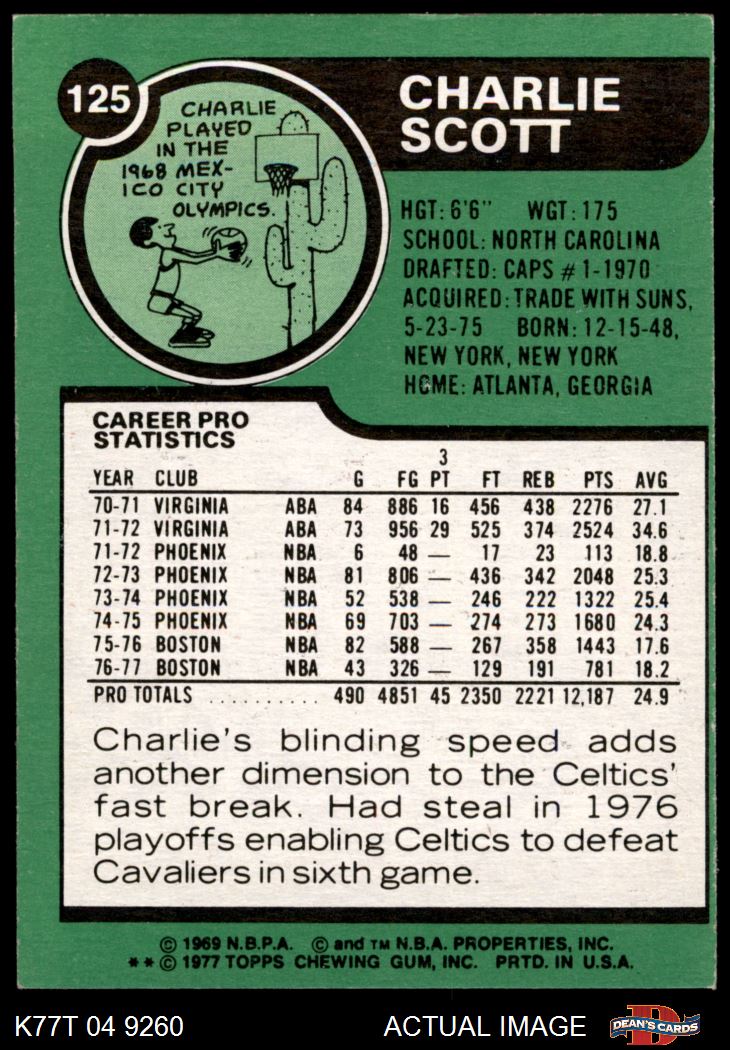 125
CHARLIE
PLAYED
IN THE
1968 MEX-
ICO CITY
OLYMPICS.
CHARLIE
SCOTT
HGT: 6'6" WGT: 175
SCHOOL: NORTH CAROLINA
DRAFTED: CAPS #1-1970
ACQUIRED: TRADE WITH SUNS,
5-23-75 BORN: 12-15-48,
NEW YORK, NEW YORK
HOME: ATLANTA, GEORGIA
CAREER PRO
STATISTICS
3
YEAR CLUB G FG PT FT REB PTS AVG
70-71 VIRGINIA ABA 84 886 16 456 438 2276 27.1
71-72 VIRGINIA ABA 73 956 29 525 374 2524 34.6
71-72 PHOENIX NBA 6 48 — 17 23 113 18.8
72-73 PHOENIX NBA 81 806 — 436 342 2048 25.3
73-74 PHOENIX NBA 52 538 — 246 222 1322 25.4
74-75 PHOENIX NBA 69 703 — 274 273 1680 24.3
75-76 BOSTON NBA 82 588 — 267 358 1443 17.6
76-77 BOSTON NBA 43 326 — 129 191 781 18.2
PRO TOTALS .......... 490 4851 45 2350 2221 12,187 24.9
Charlie's blinding speed adds
another dimension to the Celtics'
fast break. Had steal in 1976
playoffs enabling Celtics to defeat
Cavaliers in sixth game.
© 1969 N.B.P.A. © and TM N.B.A. PROPERTIES, INC.
** © 1977 TOPPS CHEWING GUM, INC. PRTD. IN U.S.A.
K77T 04 9260 ACTUAL IMAGE D DEAN'S CARDS